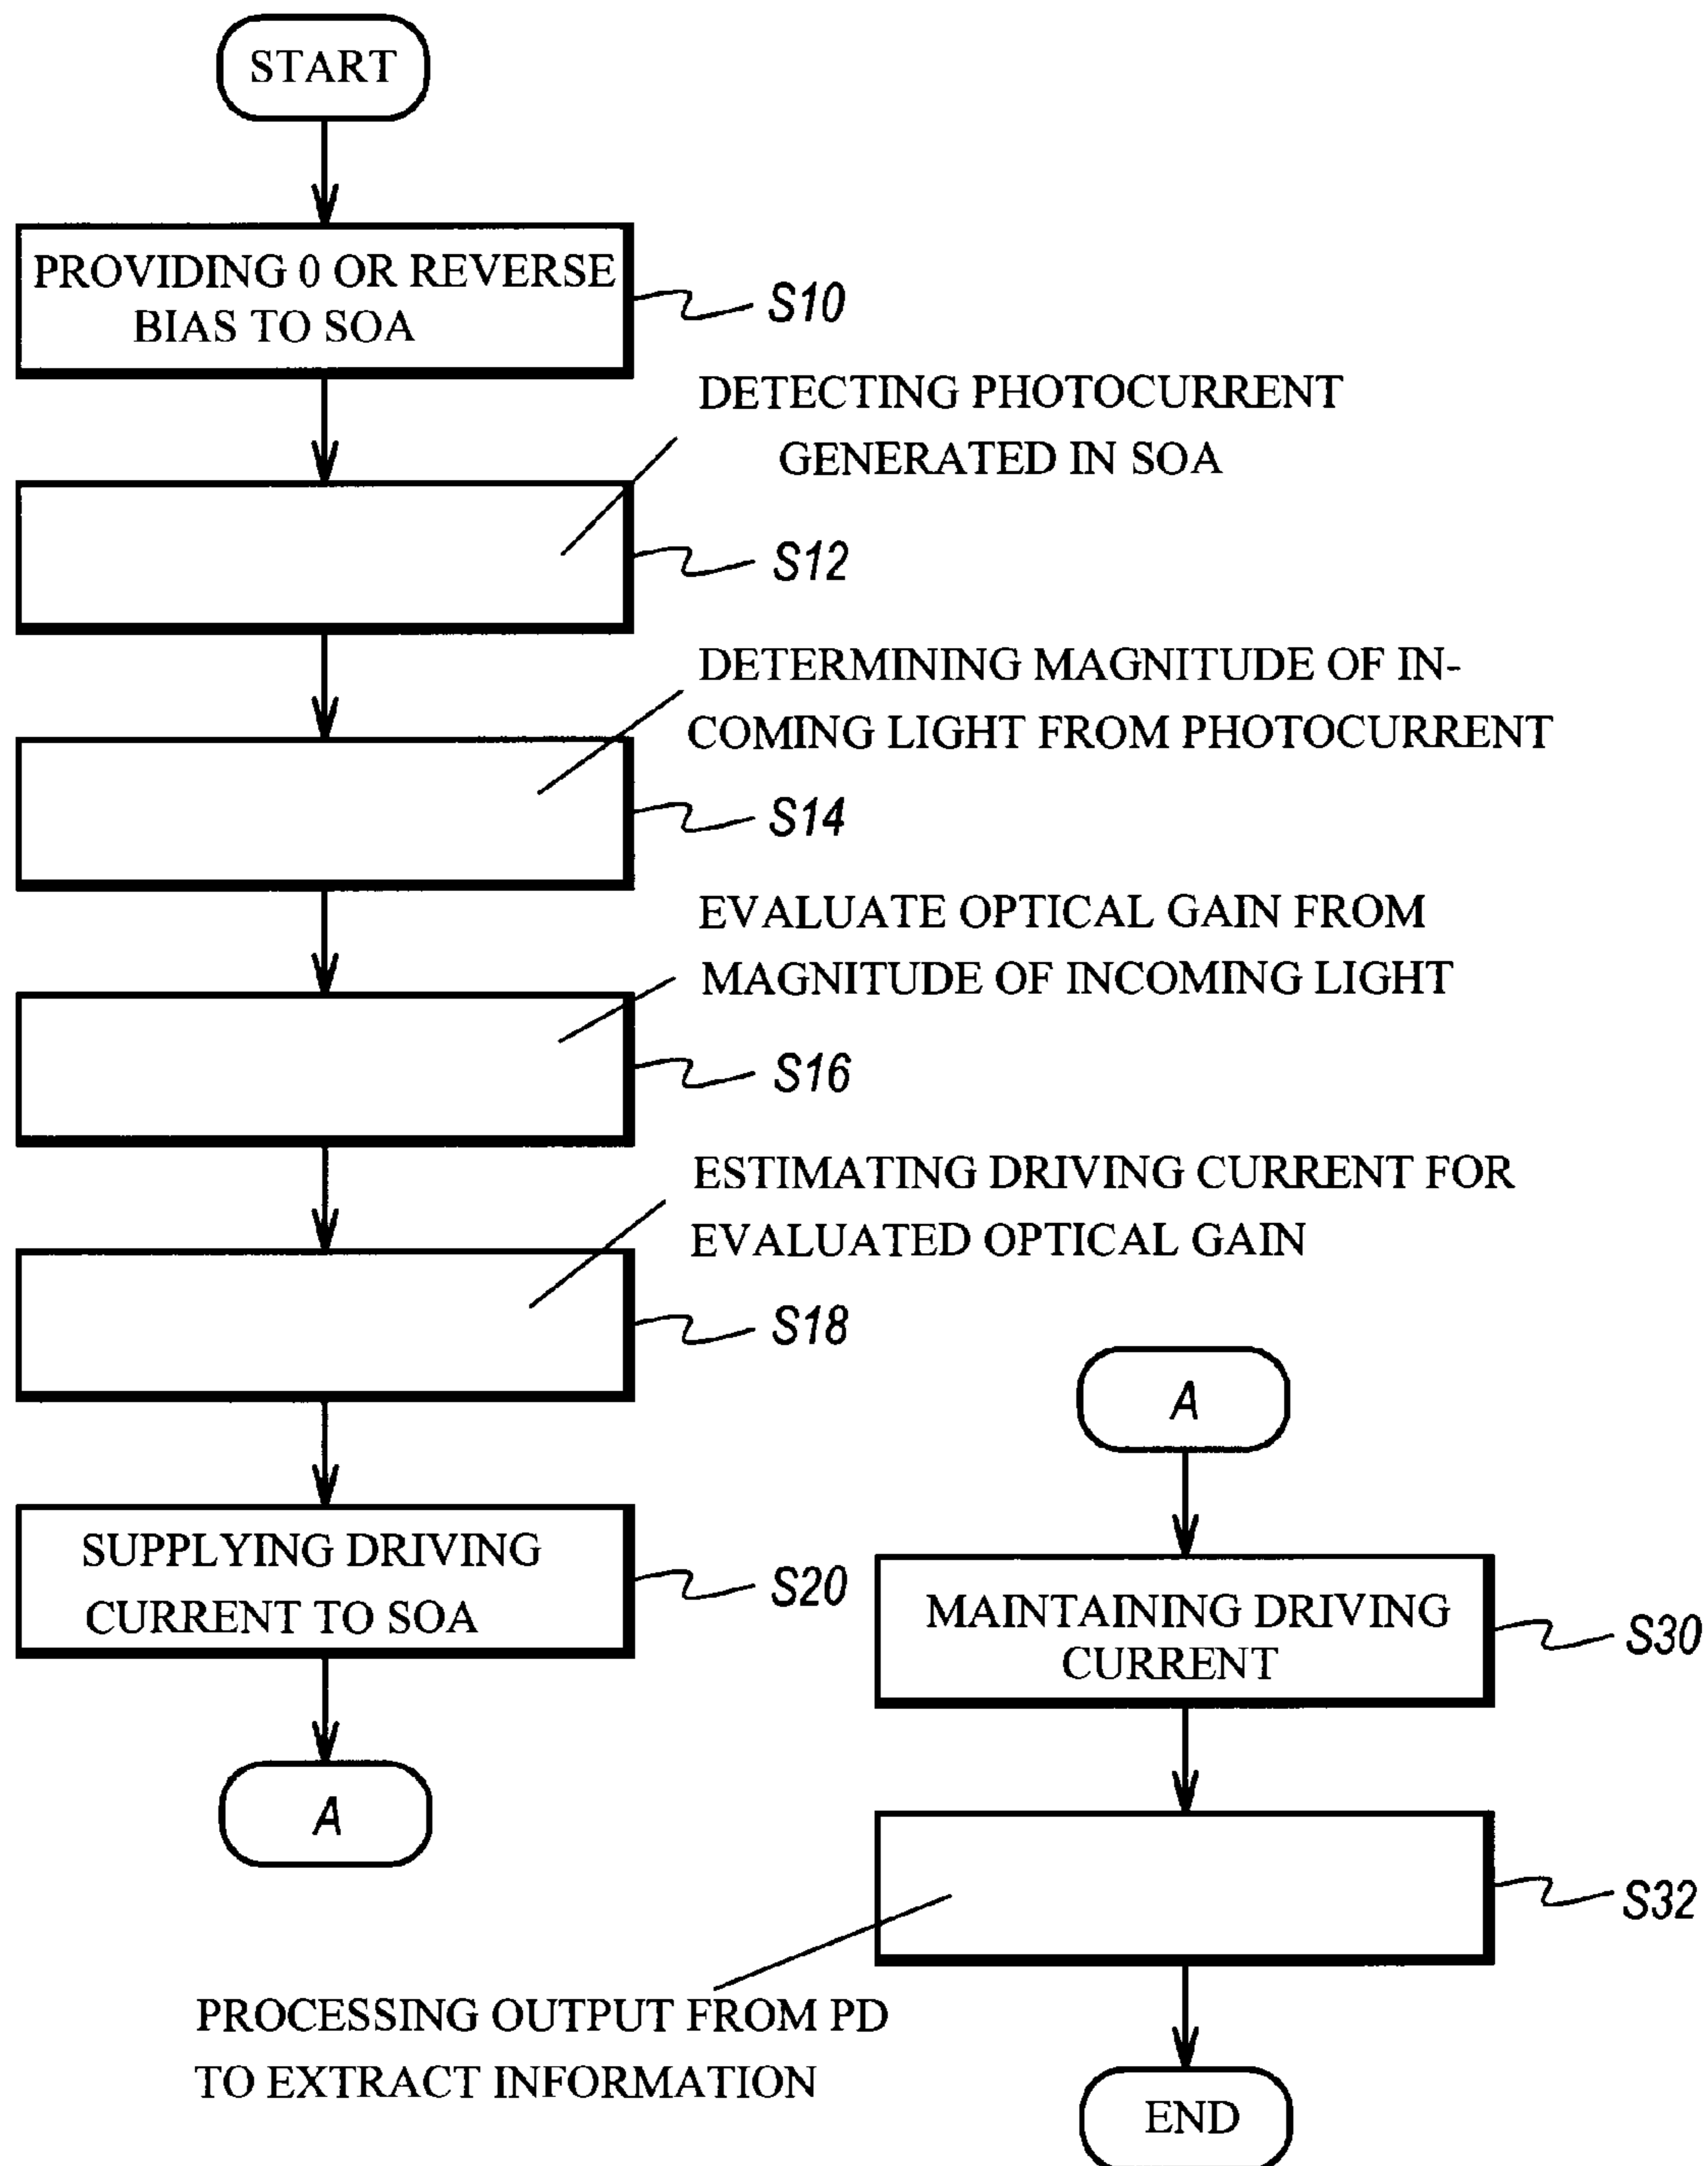 START
PROVIDING 0 OR REVERSE
BIAS TO SOA
S10
DETECTING PHOTOCURRENT
GENERATED IN SOA
S12
DETERMINING MAGNITUDE OF IN-
COMING LIGHT FROM PHOTOCURRENT
S14
EVALUATE OPTICAL GAIN FROM
MAGNITUDE OF INCOMING LIGHT
S16
ESTIMATING DRIVING CURRENT FOR
EVALUATED OPTICAL GAIN
S18
SUPPLYING DRIVING
CURRENT TO SOA
S20
A
A
MAINTAINING DRIVING
CURRENT
S30
S32
PROCESSING OUTPUT FROM PD
TO EXTRACT INFORMATION
END